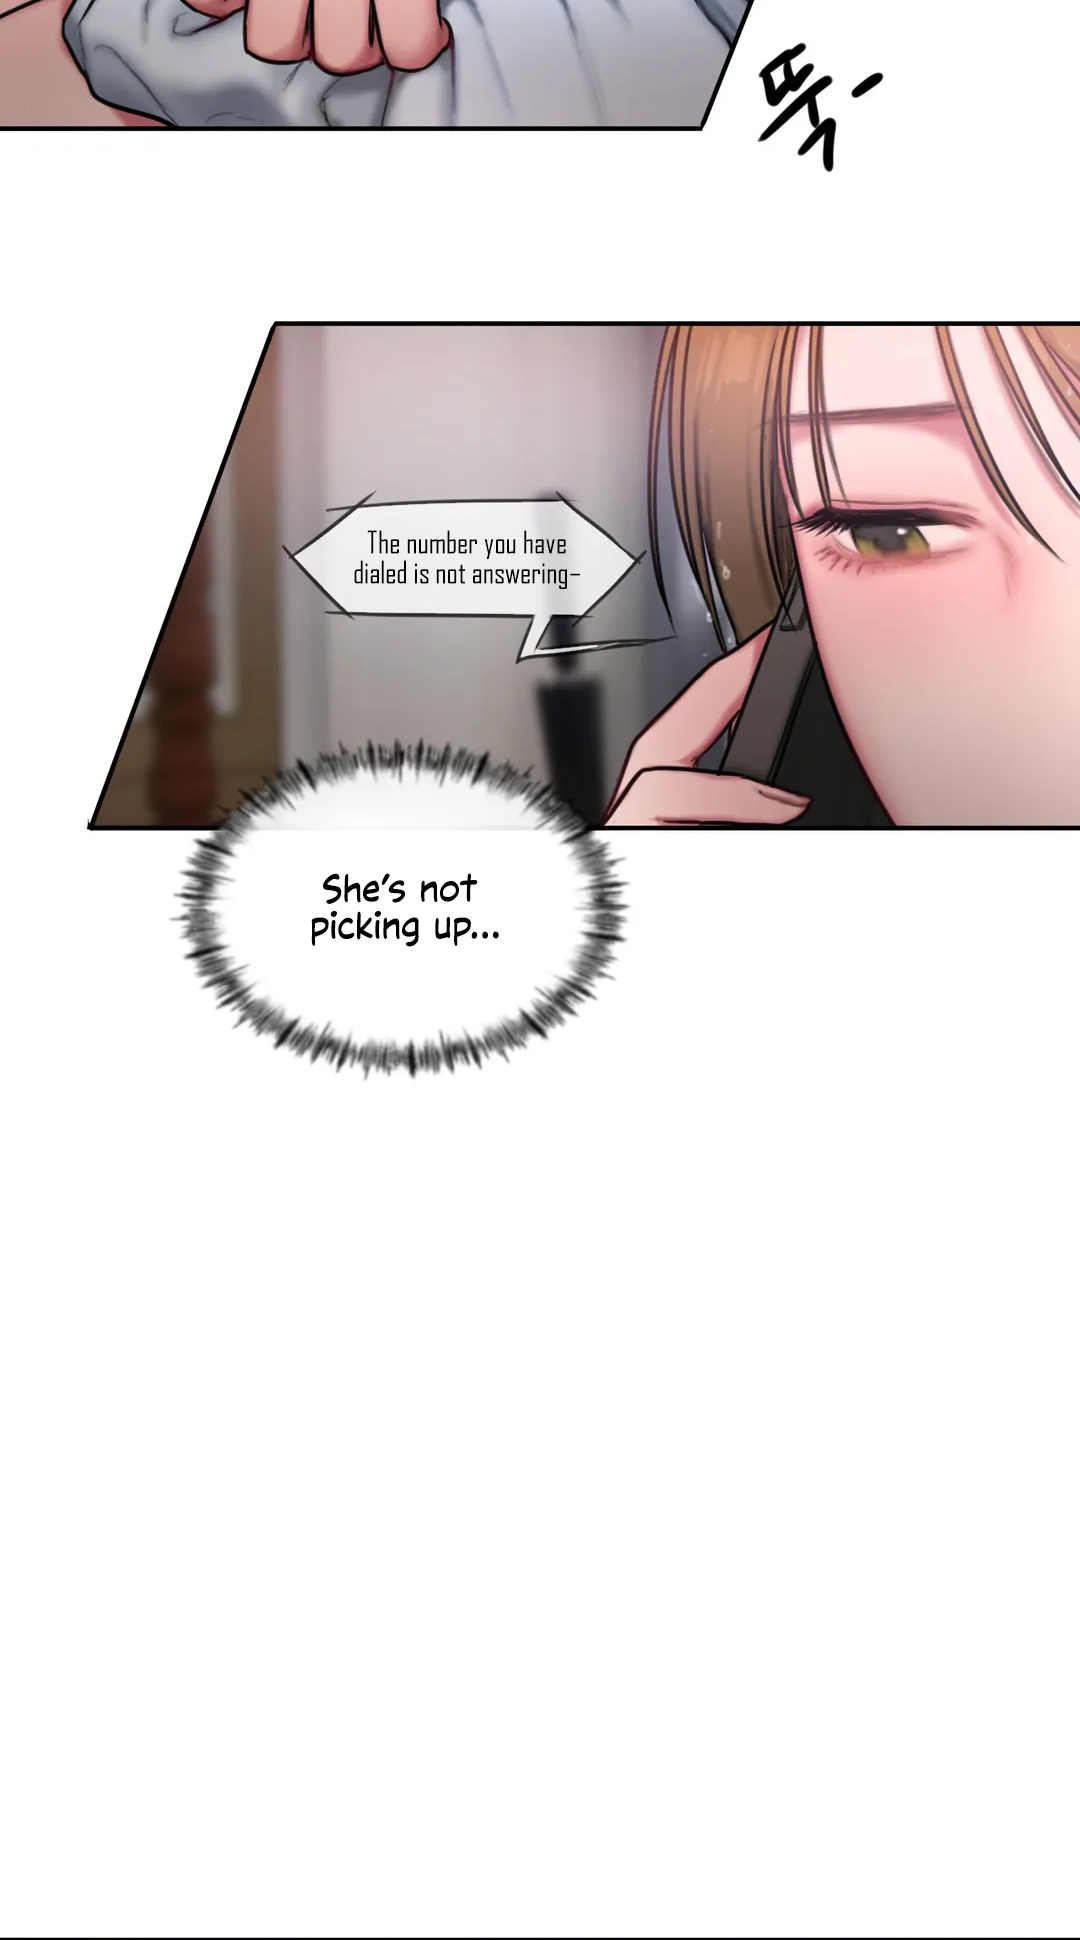 뚝-
The number you have
dialed is not answering-
She's not
picking up...